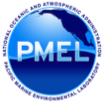 NATIONAL OCEANIC AND ATMOSPHERIC ADMINISTRATION
PMEL
PACIFIC MARINE ENVIRONMENTAL LABORATORY